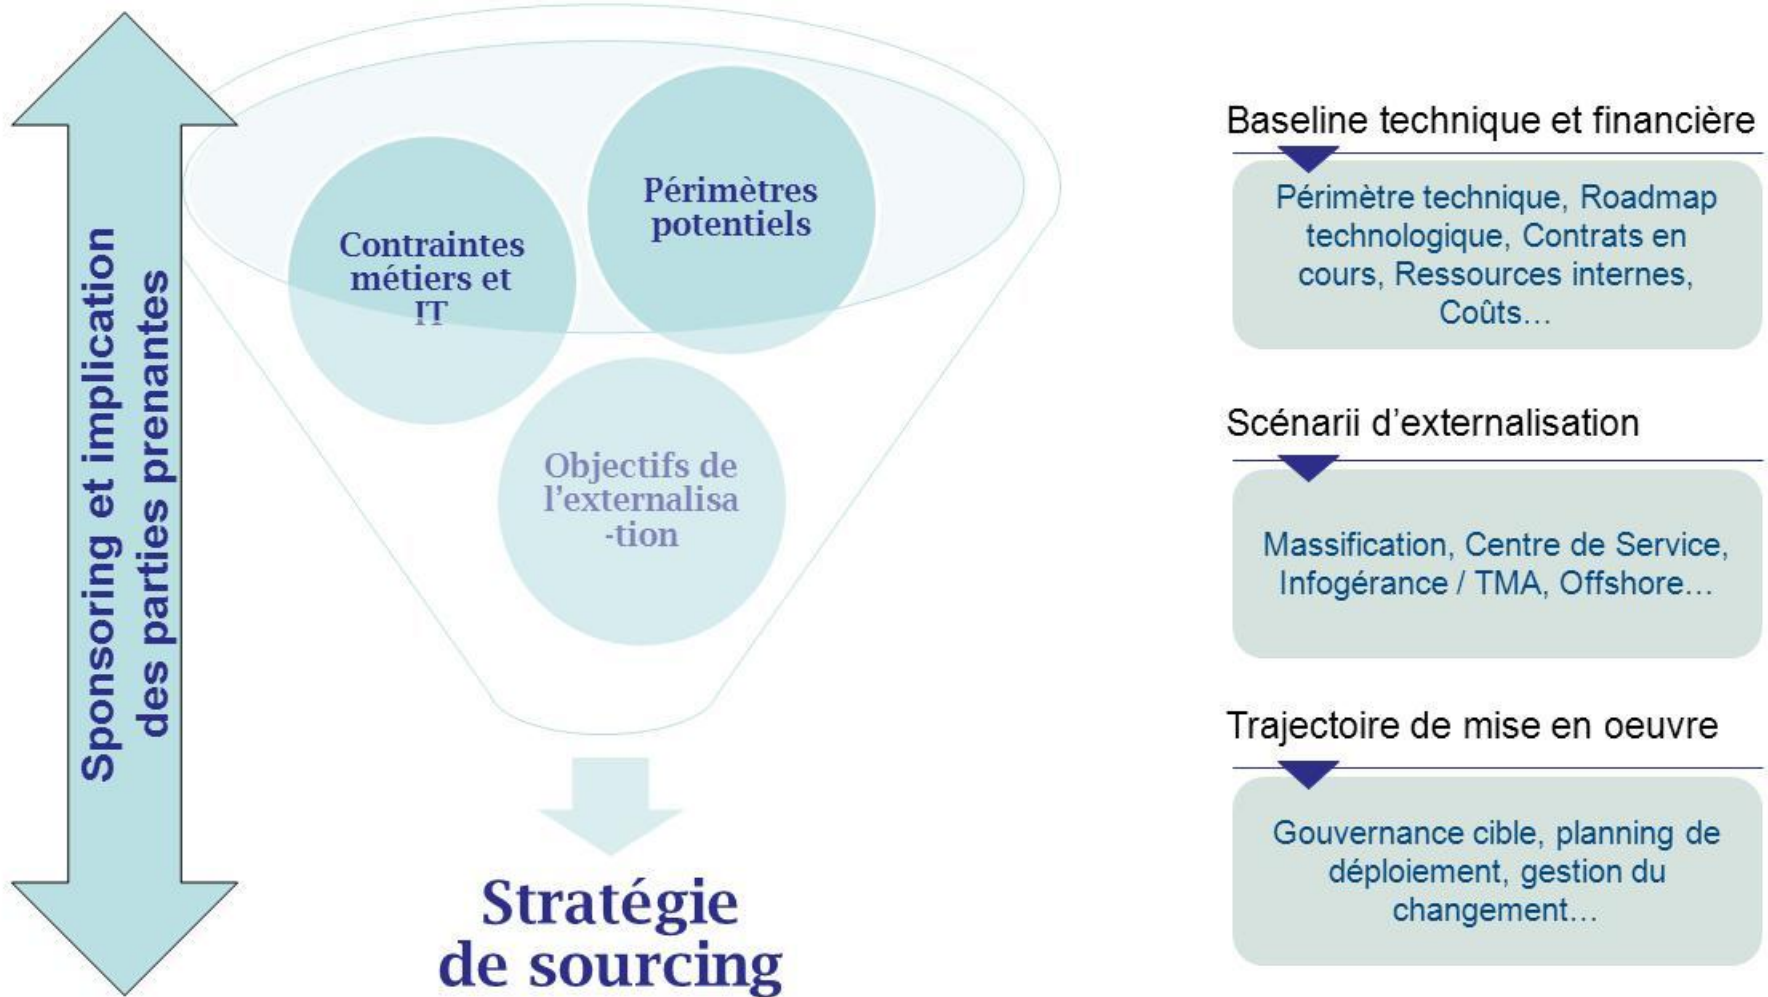 Sponsoring et implication
des parties prenantes
Contraintes
métiers et
IT
Périmètres
potentiels
Objectifs de
l'externalisa
-tion
Stratégie
de sourcing
Baseline technique et financière
Périmètre technique, Roadmap
technologique, Contrats en
cours, Ressources internes,
Coûts…
Scénarii d’externalisation
Massification, Centre de Service,
Infogérance / TMA, Offshore…
Trajectoire de mise en oeuvre
Gouvernance cible, planning de
déploiement, gestion du
changement…